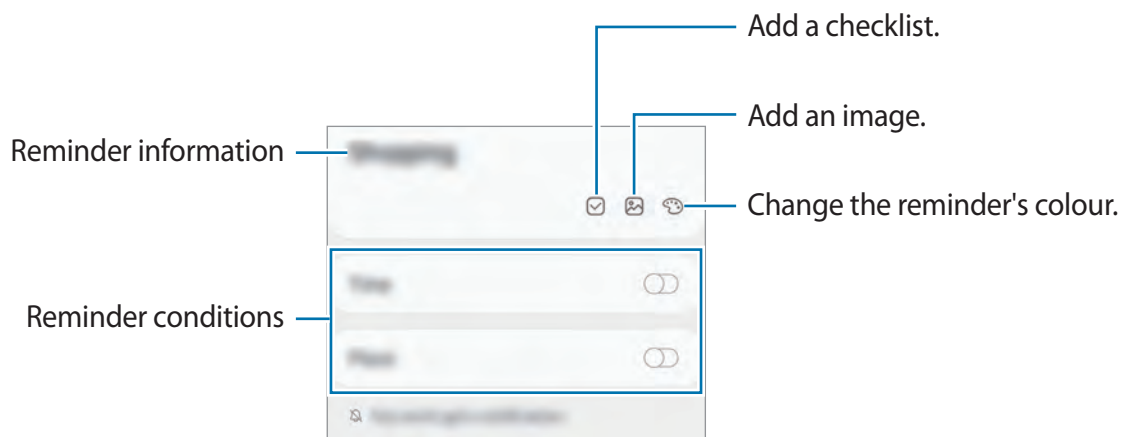 Add a checklist.
Add an image.
Reminder information
Change the reminder's colour.
Reminder conditions